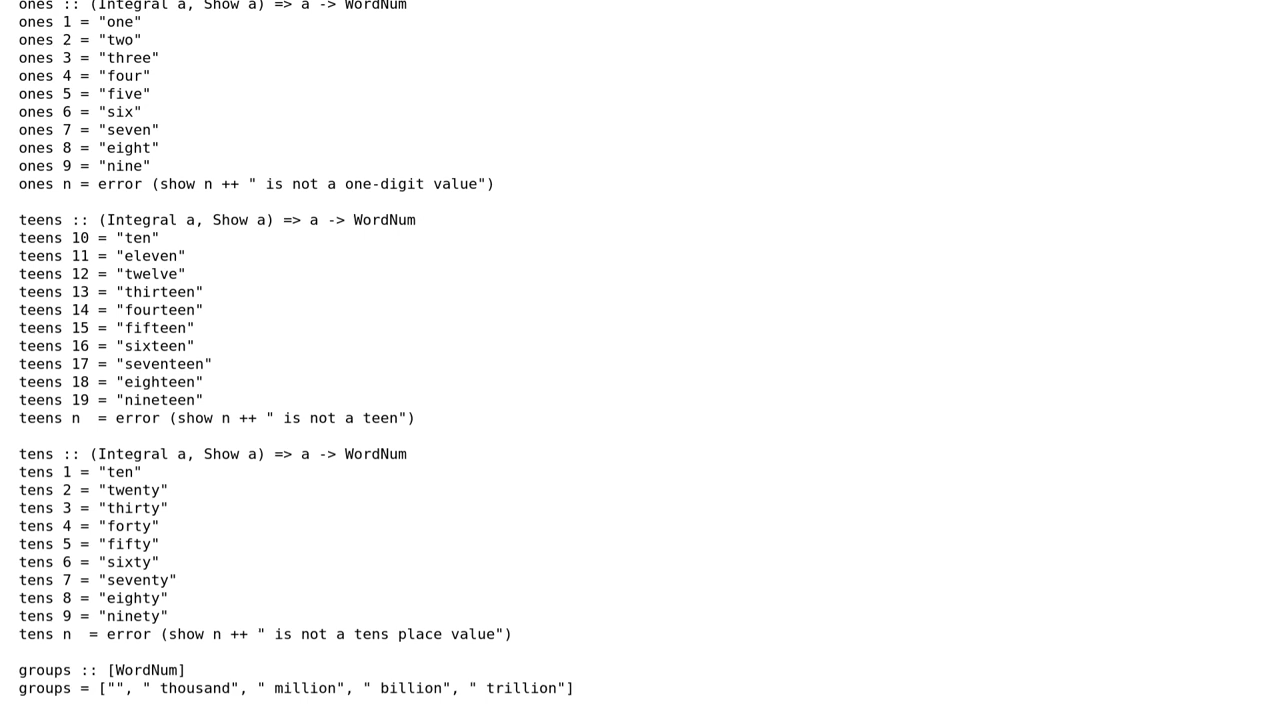 ones :: (Integral a, Show a) => a -> WordNum
ones 1 = "one"
ones 2 = "two"
ones 3 = "three"
ones 4 = "four"
ones 5 = "five"
ones 6 = "six"
ones 7 = "seven"
ones 8 = "eight"
ones 9 = "nine"
ones n = error (show n ++ " is not a one-digit value")

teens :: (Integral a, Show a) => a -> WordNum
teens 10 = "ten"
teens 11 = "eleven"
teens 12 = "twelve"
teens 13 = "thirteen"
teens 14 = "fourteen"
teens 15 = "fifteen"
teens 16 = "sixteen"
teens 17 = "seventeen"
teens 18 = "eighteen"
teens 19 = "nineteen"
teens n  = error (show n ++ " is not a teen")

tens :: (Integral a, Show a) => a -> WordNum
tens 1 = "ten"
tens 2 = "twenty"
tens 3 = "thirty"
tens 4 = "forty"
tens 5 = "fifty"
tens 6 = "sixty"
tens 7 = "seventy"
tens 8 = "eighty"
tens 9 = "ninety"
tens n  = error (show n ++ " is not a tens place value")

groups :: [WordNum]
groups = ["", " thousand", " million", " billion", " trillion"]